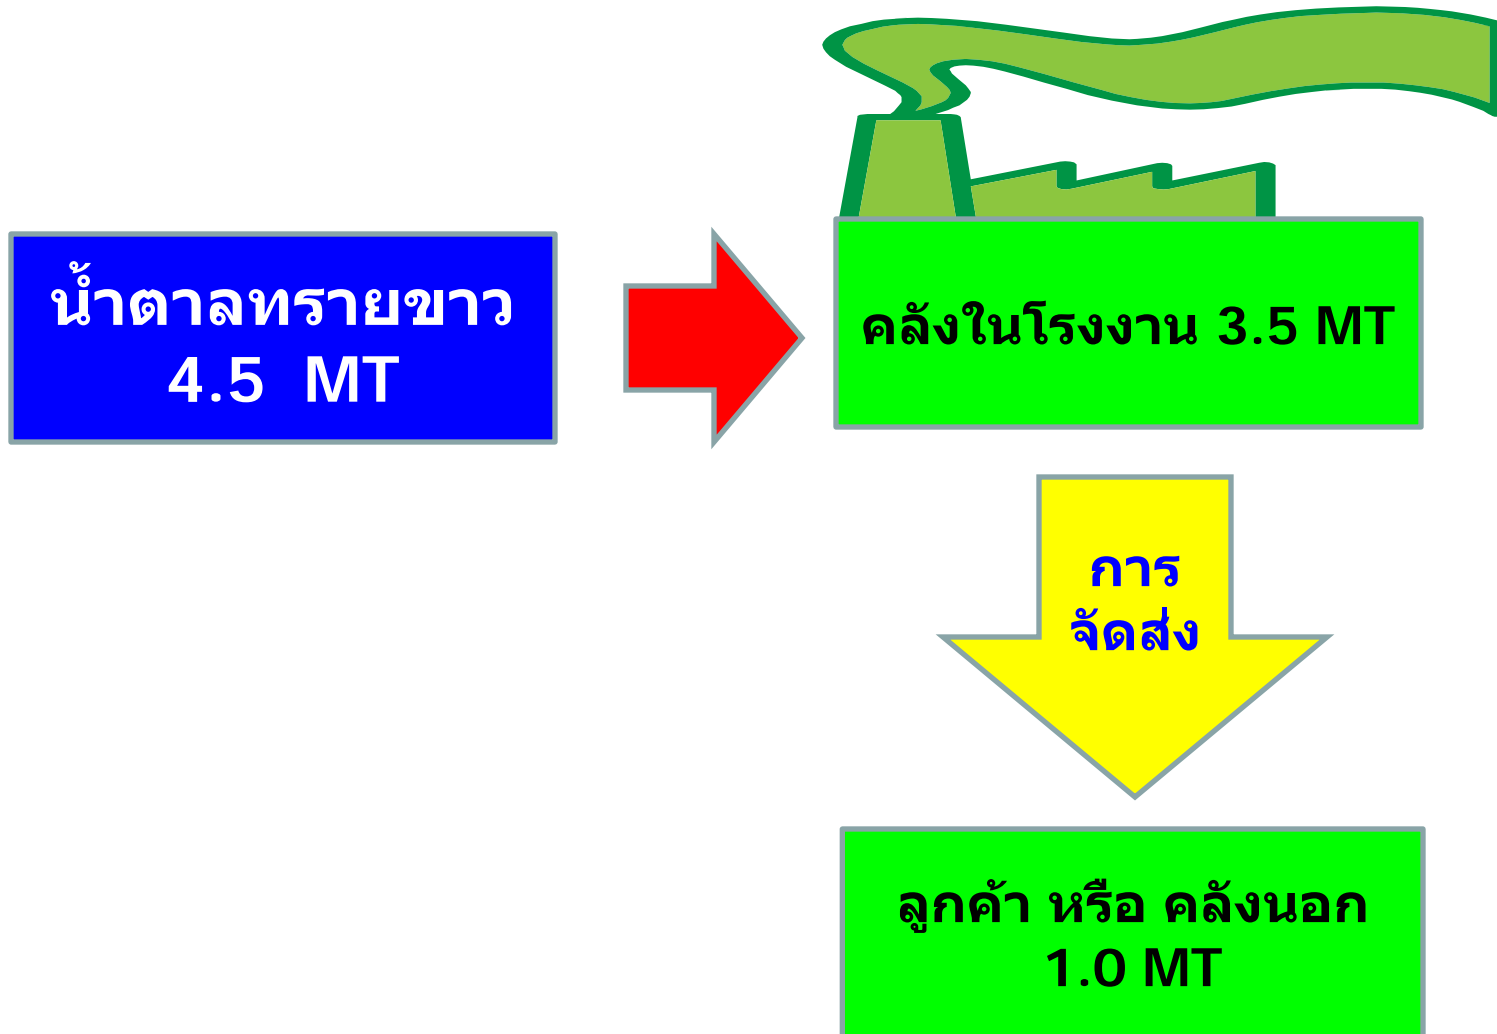 น้ำตาลทรายขาว
4.5 MT
คลังในโรงงาน 3.5 MT
การ
จัดส่ง
ลูกค้า หรือ คลังนอก
1.0 MT